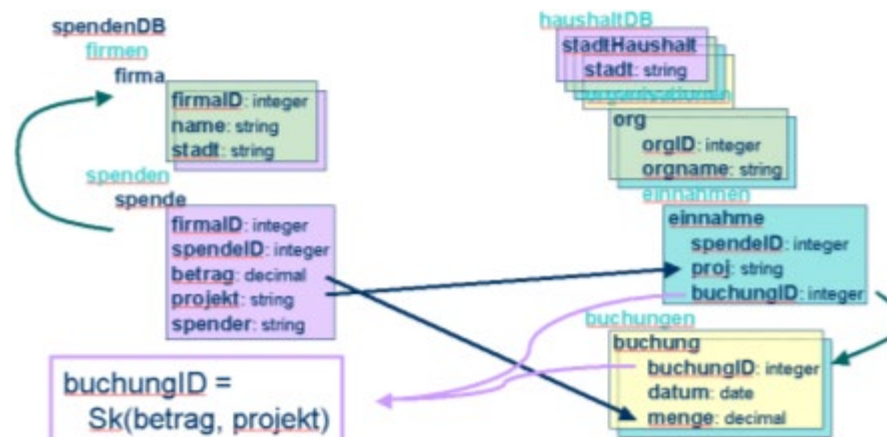 spendenDB
firmen
firma
firmaID: integer
name: string
stadt: string
spenden
spende
firmaID: integer
spendeID: integer
betrag: decimal
projekt: string
spender: string
buchungID =
Sk(betrag, projekt)
haushaltDB
stadtHaushalt
stadt: string
organisationen
org
orgID: integer
orgname: string
einnahmen
einnahme
spendeID: integer
proj: string
buchungID: integer
buchungen
buchung
buchungID: integer
datum: date
menge: decimal